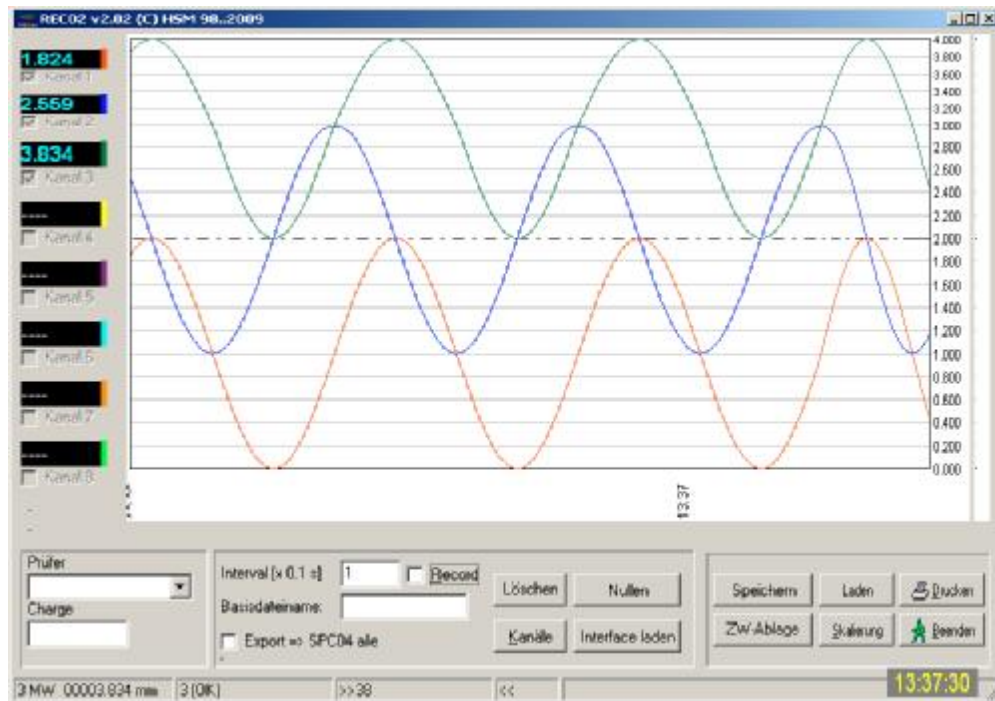 REC02 v2.02 (C) HSM 98..2009
1.824
Kanal 1
2.559
Kanal 2
3.834
Kanal 3
----
Kanal 4
----
Kanal 5
----
Kanal 6
----
Kanal 7
----
Kanal 8
4.000
3.800
3.600
3.400
3.200
3.000
2.800
2.600
2.400
2.200
2.000
1.800
1.600
1.400
1.200
1.000
0.800
0.600
0.400
0.200
0.000
13:37
Prüfer
Charge
Interval (x 0.1 s)
1
Record
Basisdateiname:
Export => SIPC04 alle
Löschen
Nullen
Kanäle
Interface laden
Speichern
Laden
Drucken
ZW-Ablage
Skalierung
Beenden
3 MW 00003.834 mm
3 (OK)
>>38
<<
13:37:30